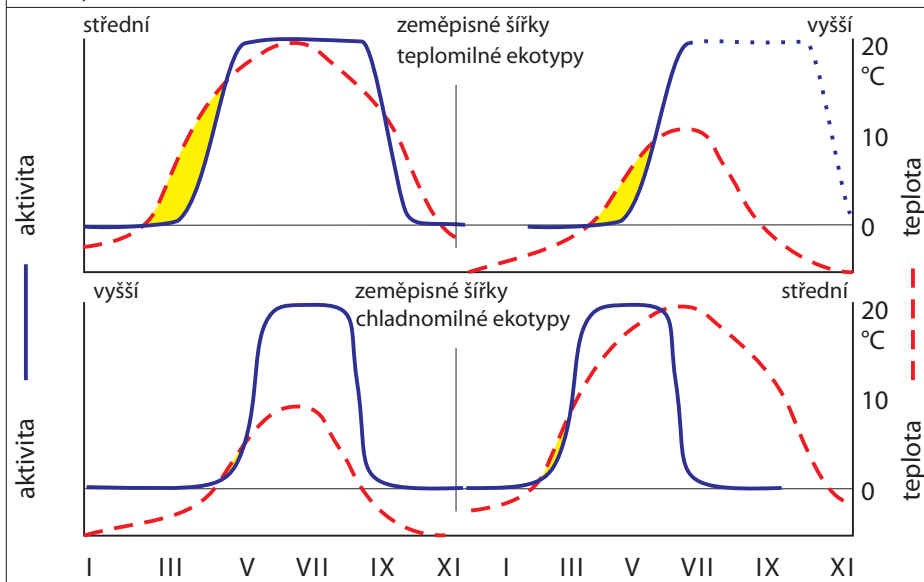 střední
zeměpisné šířky
vyšší
teplomilné ekotypy
20
°C
10
0
aktivita
teplota
vyšší
zeměpisné šířky
střední
chladnomilné ekotypy
20
°C
10
0
aktivita
teplota
I III V VII IX XI I III V VII IX XI